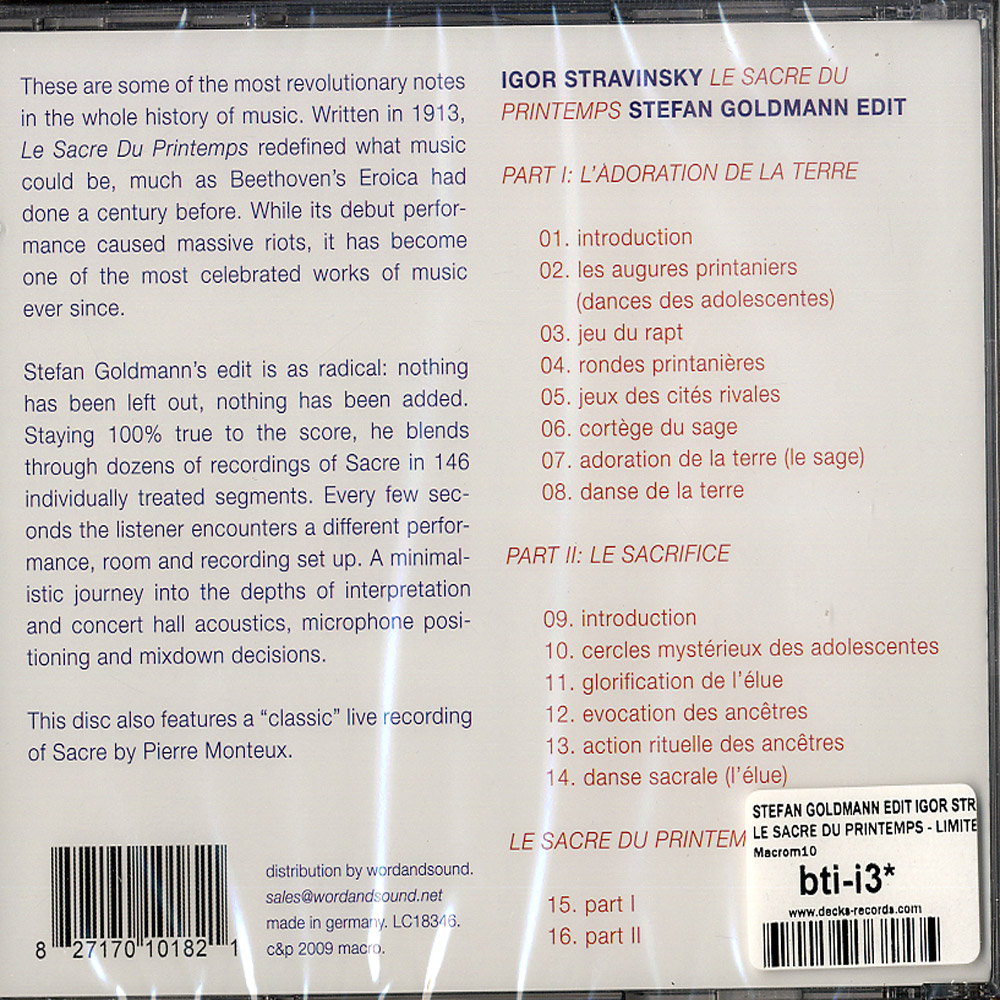 These are some of the most revolutionary notes
in the whole history of music. Written in 1913,
Le Sacre Du Printemps redefined what music
could be, much as Beethoven's Eroica had
done a century before. While its debut perfor-
mance caused massive riots, it has become
one of the most celebrated works of music
ever since.
Stefan Goldmann's edit is as radical: nothing
has been left out, nothing has been added.
Staying 100% true to the score, he blends
through dozens of recordings of Sacre in 146
individually treated segments. Every few sec-
onds the listener encounters a different perfor-
mance, room and recording set up. A minimal-
istic journey into the depths of interpretation
and concert hall acoustics, microphone posi-
tioning and mixdown decisions.
This disc also features a “classic” live recording
of Sacre by Pierre Monteux.
8 27170 10182 1
distribution by wordandsound.
sales@wordandsound.net
made in germany. LC18346.
c&p 2009 macro.
IGOR STRAVINSKY LE SACRE DU
PRINTEMPS STEFAN GOLDMANN EDIT
PART I: L'ÀDORATION DE LA TERRE
01. introduction
02. les augures printaniers
(dances des adolescentes)
03. jeu du rapt
04. rondes printanières
05. jeux des cités rivales
06. cortège du sage
07. adoration de la terre (le sage)
08. danse de la terre
PART II: LE SACRIFICE
09. introduction
10. cercles mystérieux des adolescentes
11. glorification de l'élue
12. evocation des ancêtres
13. action rituelle des ancêtres
14. danse sacrale (l'élue)
LE SACRE DU PRINTEM
15. part I
16. part II
STEFAN GOLDMANN EDIT IGOR STR
LE SACRE DU PRINTEMPS - LIMITE
Macrom10
bti-i3*
www.decks-records.com